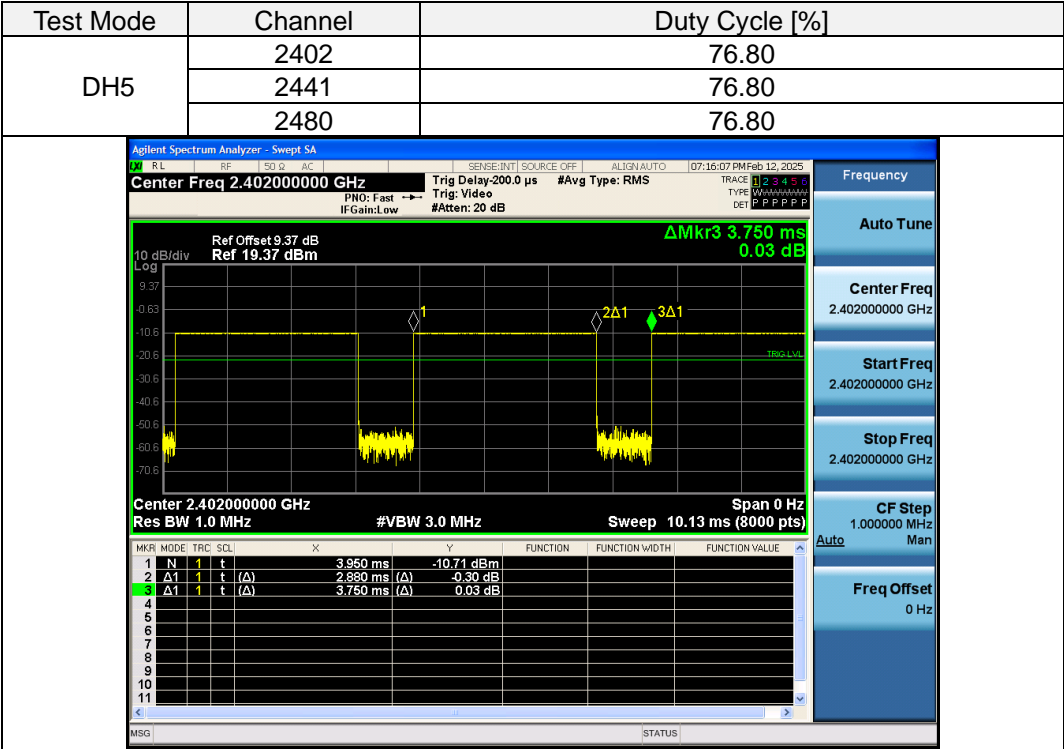 Test Mode Channel Duty Cycle [%]
DH5
2402 76.80
2441 76.80
2480 76.80
Agilent Spectrum Analyzer - Swept SA
RL RF 50 Ω AC SENSE:INT SOURCE OFF ALIGN AUTO 07:16:07 PM Feb 12, 2025
Center Freq 2.402000000 GHz
PNO: Fast
IFGain:Low
Trig Delay-200.0 µs
Trig: Video
#Atten: 20 dB
#Avg Type: RMS
TRACE 1 2 3 4 5 6
TYPE
DET P P P P P P
ΔMkr3 3.750 ms
0.03 dB
10 dB/div
Log
Ref Offset 9.37 dB
Ref 19.37 dBm
9.37
-0.63
-10.6
-20.6
-30.6
-40.6
-50.6
-60.6
-70.6
1
2Δ1
3Δ1
TRIG LVL
Center 2.402000000 GHz Span 0 Hz
Res BW 1.0 MHz #VBW 3.0 MHz Sweep 10.13 ms (8000 pts)
MKR MODE TRC SCL X Y FUNCTION FUNCTION WIDTH FUNCTION VALUE
1 N 1 t 3.950 ms -10.71 dBm
2 Δ1 1 t (Δ) 2.880 ms (Δ) -0.30 dB
3 Δ1 1 t (Δ) 3.750 ms (Δ) 0.03 dB
4
5
6
7
8
9
10
11
MSG STATUS
Frequency
Auto Tune
Center Freq
2.402000000 GHz
Start Freq
2.402000000 GHz
Stop Freq
2.402000000 GHz
CF Step
1.000000 MHz
Auto Man
Freq Offset
0 Hz